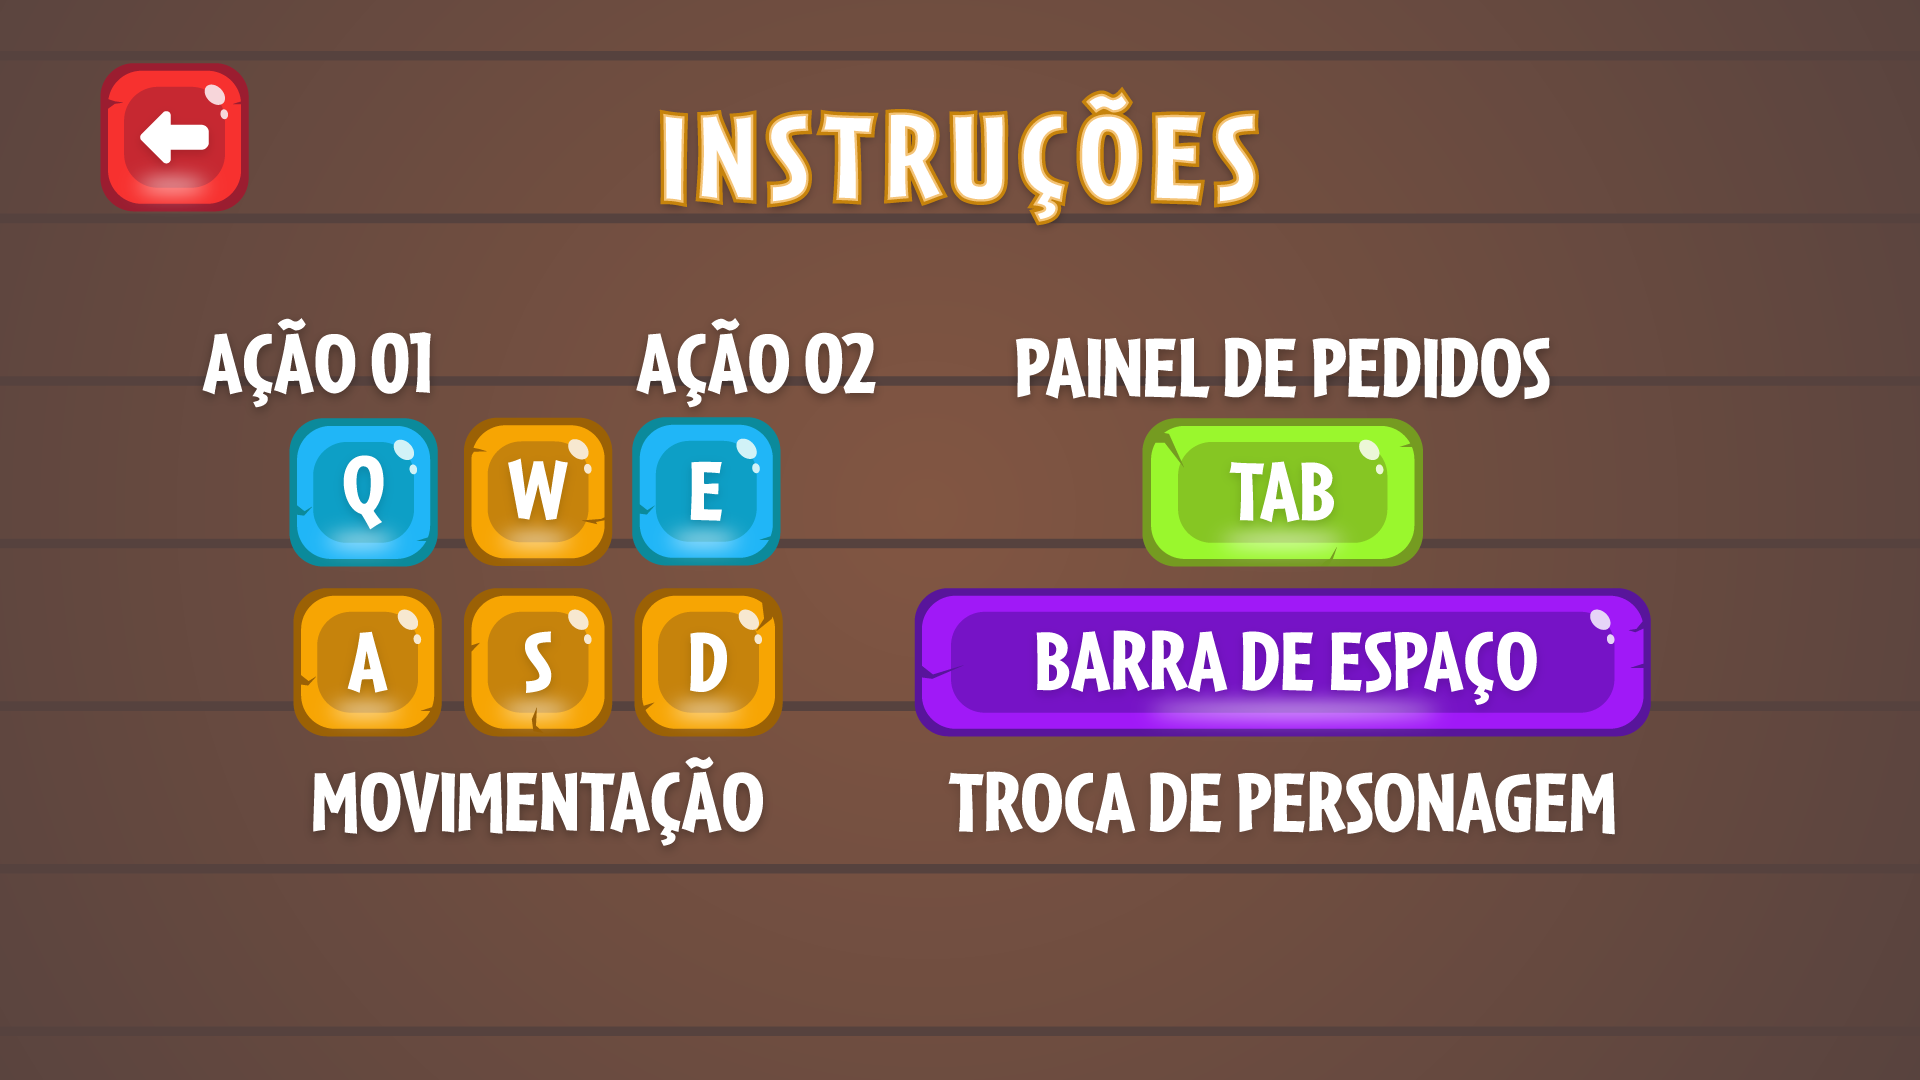 INSTRUÇÕES
AÇÃO 01
AÇÃO 02
PAINEL DE PEDIDOS
Q W E
TAB
A S D
BARRA DE ESPAÇO
MOVIMENTAÇÃO
TROCA DE PERSONAGEM